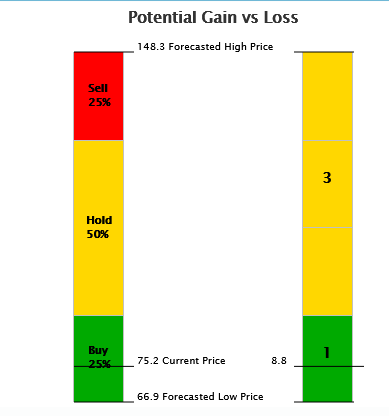 Potential Gain vs Loss
148.3 Forecasted High Price
Sell
25%
3
Hold
50%
Buy
25%
1
75.2 Current Price
8.8
66.9 Forecasted Low Price